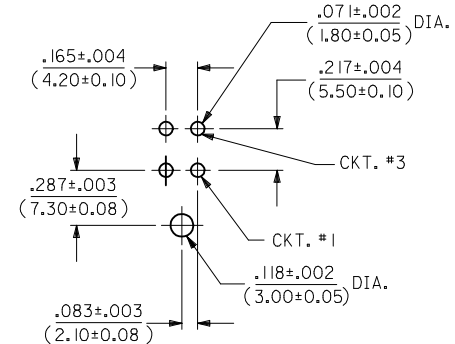 .071±.002 DIA.
(1.80±0.05)
.165±.004
(4.20±0.10)
.217±.004
(5.50±0.10)
CKT. #3
.287±.003
(7.30±0.08)
CKT. #1
.118±.002 DIA.
(3.00±0.05)
.083±.003
(2.10±0.08)